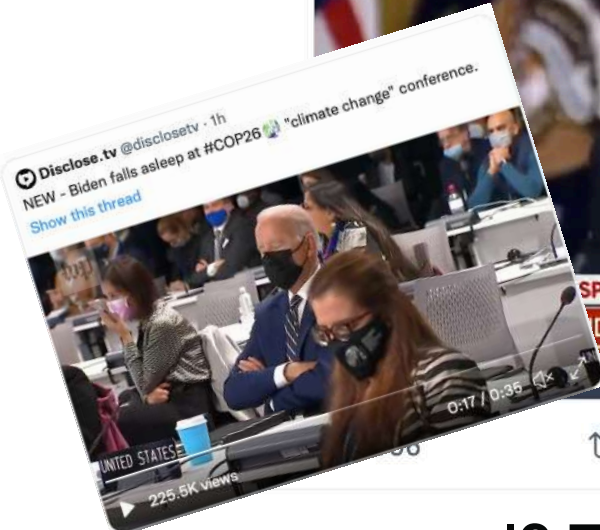 Disclose.tv @disclosetv · 1h
NEW - Biden falls asleep at #COP26 "climate change" conference.
Show this thread
UNITED STATES
0:17 / 0:35
225.5K views
SP